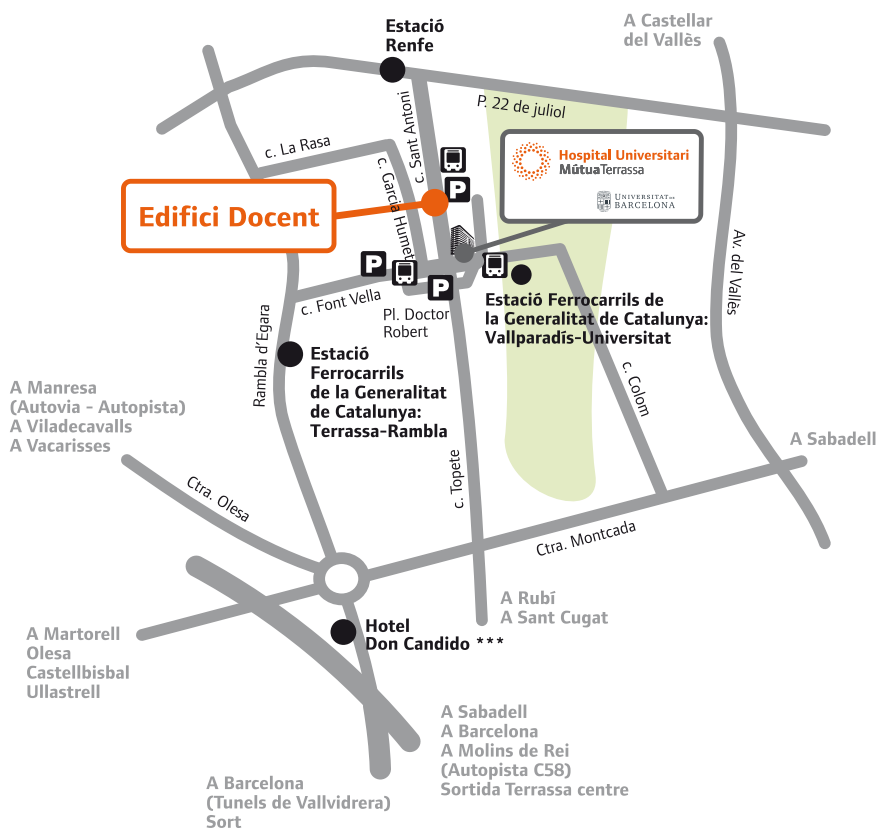 Estació
Renfe
A Castellar
del Vallès
P. 22 de juliol
c. La Rasa
c. Sant Antoni
c. Garcia Humet
P
Hospital Universitari
MútuaTerrassa
UNIVERSITAT DE
BARCELONA
Edifici Docent
Av. del Vallès
P
P
c. Font Vella
Pl. Doctor
Robert
Estació Ferrocarrils de
la Generalitat de Catalunya:
Vallparadís-Universitat
Rambla d'Egara
Estació
Ferrocarrils
de la Generalitat
de Catalunya:
Terrassa-Rambla
c. Colom
A Manresa
(Autovia - Autopista)
A Viladecavalls
A Vacarisses
A Sabadell
c. Topete
Ctra. Olesa
Ctra. Montcada
A Rubí
A Sant Cugat
Hotel
Don Candido ***
A Martorell
Olesa
Castellbisbal
Ullastrell
A Sabadell
A Barcelona
A Molins de Rei
(Autopista C58)
Sortida Terrassa centre
A Barcelona
(Tunels de Vallvidrera)
Sort